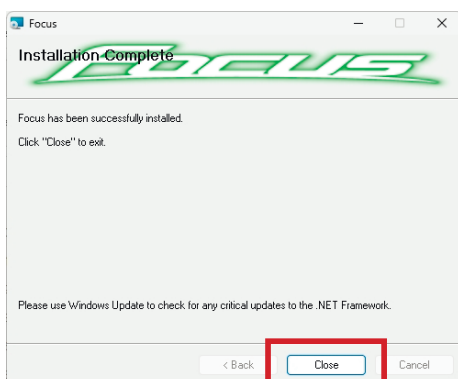 Focus
Installation Complete
FOCUS
Focus has been successfully installed.
Click "Close" to exit.
Please use Windows Update to check for any critical updates to the .NET Framework.
< Back Close Cancel